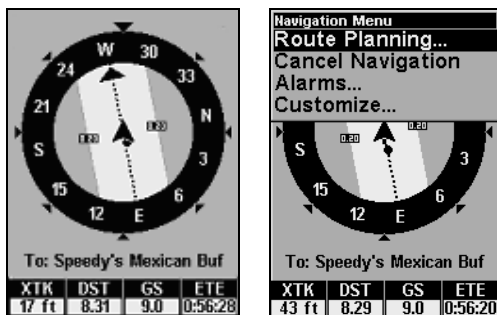 W
30
33
N
3
6
E
12
15
S
21
24
0.20
0.20
To: Speedy's Mexican Buf
XTK DST GS ETE
17 ft 8.31 9.0 0:56:28
Navigation Menu
Route Planning...
Cancel Navigation
Alarms...
Customize...
S
3
15
6
12
E
0.20
0.20
To: Speedy's Mexican Buf
XTK DST GS ETE
43 ft 8.29 9.0 0:56:20